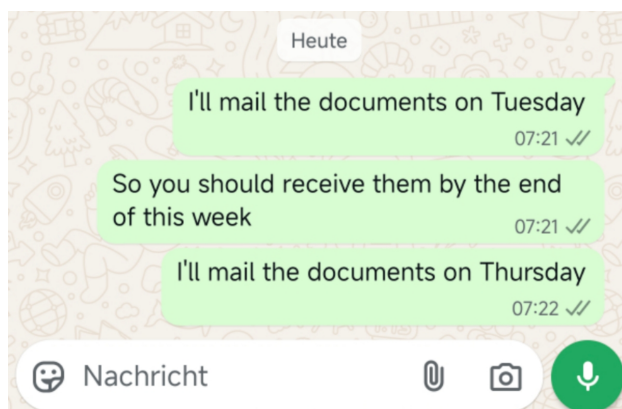 Heute
I'll mail the documents on Tuesday
07:21
So you should receive them by the end
of this week
07:21
I'll mail the documents on Thursday
07:22
Nachricht